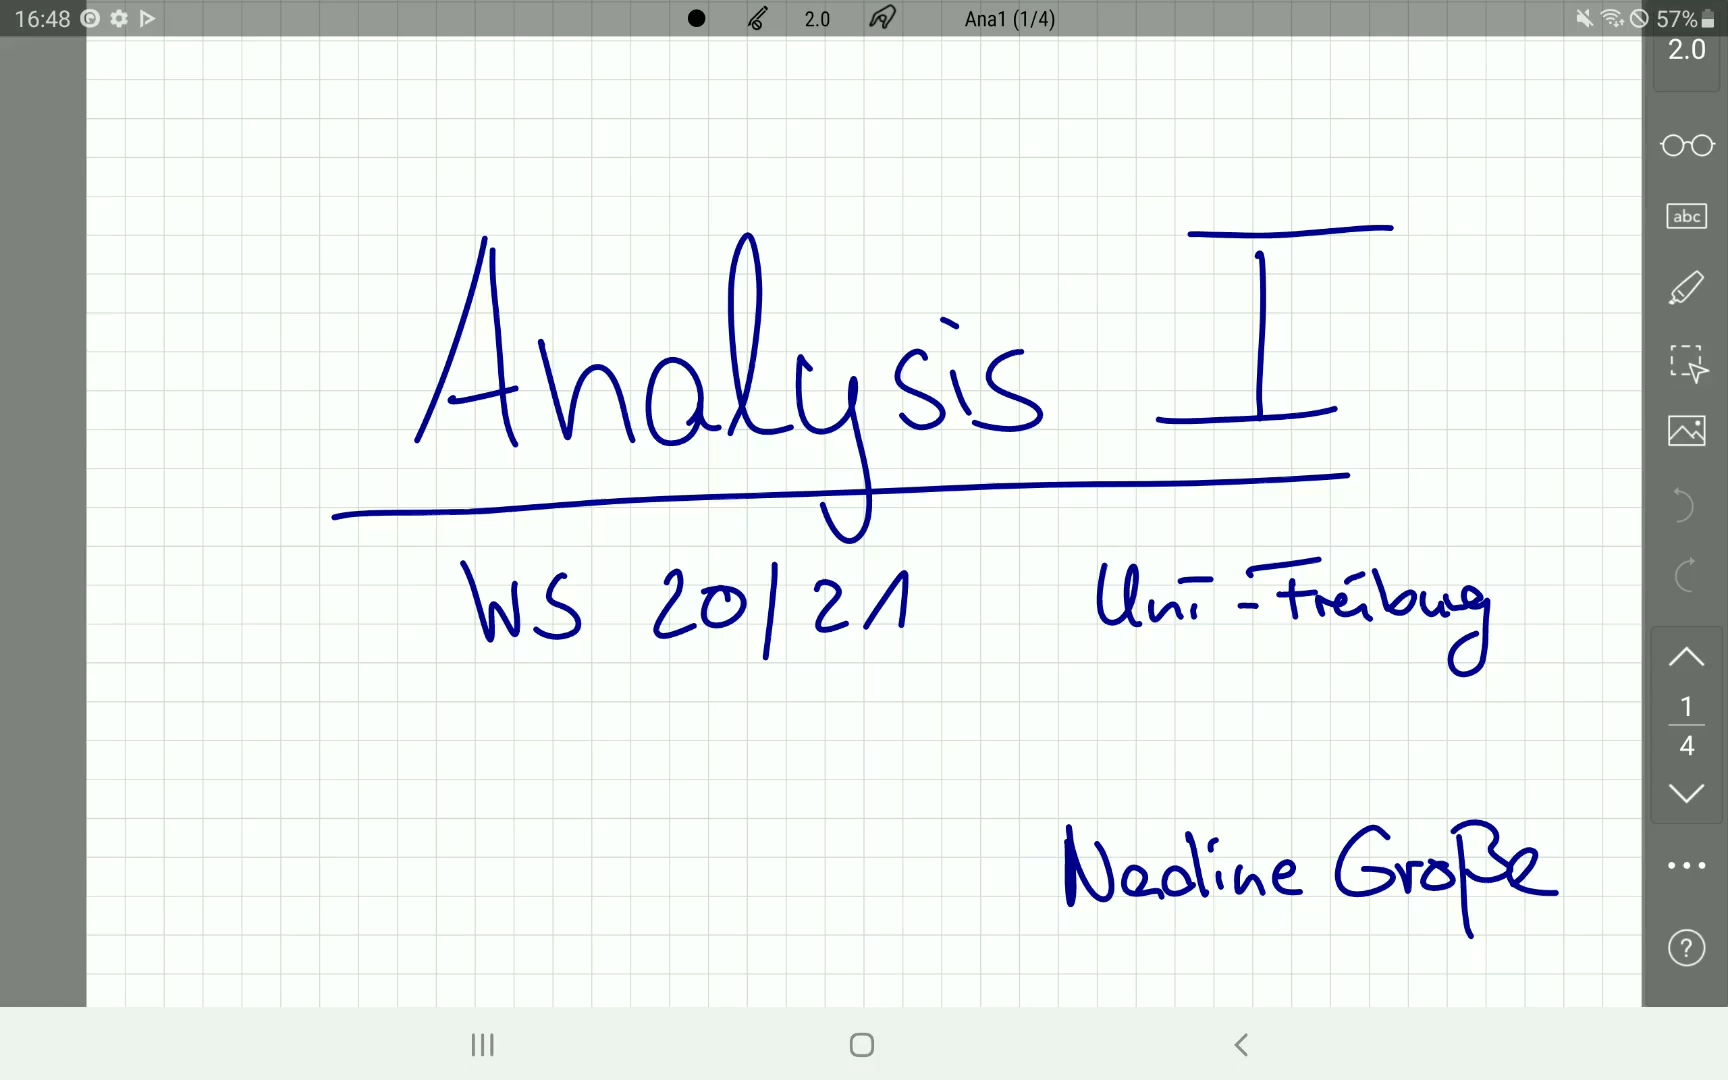 16:48 2.0 Ana1 (1/4) 57%
2.0
abc
Analysis I
WS 20/21 Uni-Freiburg
1
4
Nadine Große
?